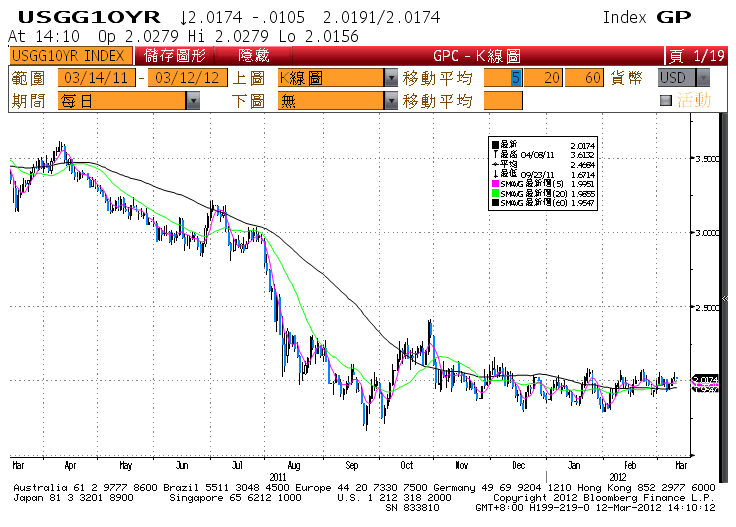 USGG10YR ↓2.0174 -.0105 2.0191/2.0174 Index GP
At 14:10 Op 2.0279 Hi 2.0279 Lo 2.0156
USGG10YR INDEX 儲存圖形 隱藏 GPC - K線圖 頁 1/19
範圍 03/14/11 - 03/12/12 上圖 K線圖 移動平均 5 20 60 貨幣 USD
期間 每日 下圖 無 移動平均 活動
最新 2.0174
最高 04/08/11 3.6132
平均 2.4684
最低 09/23/11 1.6714
SMAVG 最新價(5) 1.9951
SMAVG 最新價(20) 1.9855
SMAVG 最新價(60) 1.9547
3.5000
3.0000
2.5000
2.0174
Mar Apr May Jun Jul Aug Sep Oct Nov Dec Jan Feb Mar
2011 2012
Australia 61 2 9777 8600 Brazil 5511 3048 4500 Europe 44 20 7330 7500 Germany 49 69 9204 1210 Hong Kong 852 2977 6000
Japan 81 3 3201 8900 Singapore 65 6212 1000 U.S. 1 212 318 2000 Copyright 2012 Bloomberg Finance L.P.
SN 833810 GMT+8:00 H199-219-0 12-Mar-2012 14:10:12